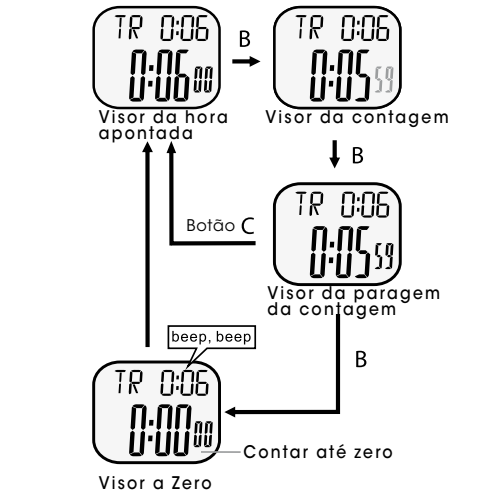 TR 0:06
0:06 00
Visor da hora
apontada
B
TR 0:06
0:05 59
Visor da contagem
B
TR 0:06
0:05 59
Visor da paragem
da contagem
Botão C
B
beep, beep
TR 0:06
0:00 00
Contar até zero
Visor a Zero